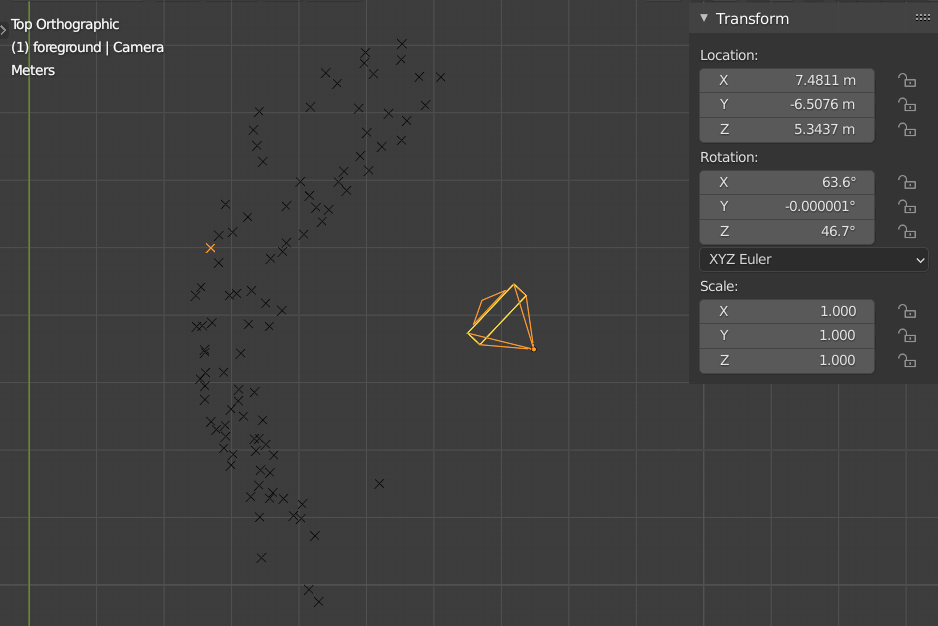 Top Orthographic
(1) foreground | Camera
Meters
Transform
Location:
X 7.4811 m
Y -6.5076 m
Z 5.3437 m
Rotation:
X 63.6°
Y -0.000001°
Z 46.7°
XYZ Euler
Scale:
X 1.000
Y 1.000
Z 1.000